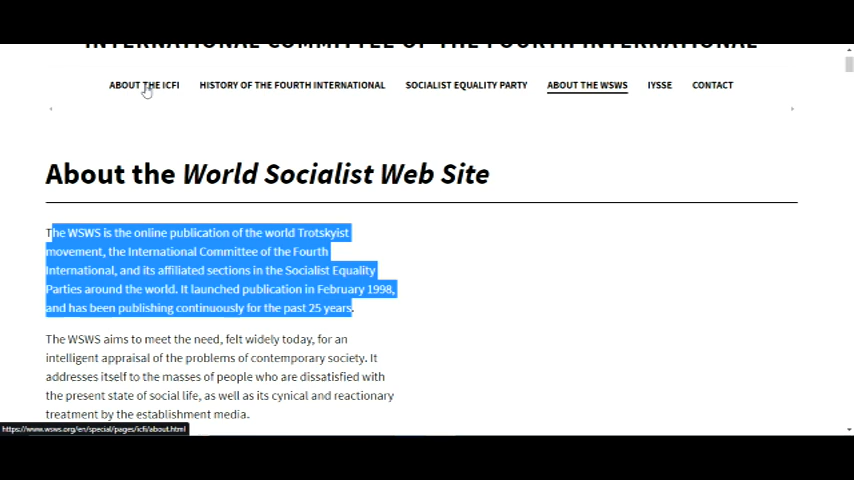 INTERNATIONAL COMMITTEE OF THE FOURTH INTERNATIONAL
ABOUT THE ICFI HISTORY OF THE FOURTH INTERNATIONAL SOCIALIST EQUALITY PARTY ABOUT THE WSWS IYSSE CONTACT
About the World Socialist Web Site
The WSWS is the online publication of the world Trotskyist
movement, the International Committee of the Fourth
International, and its affiliated sections in the Socialist Equality
Parties around the world. It launched publication in February 1998,
and has been publishing continuously for the past 25 years.
The WSWS aims to meet the need, felt widely today, for an
intelligent appraisal of the problems of contemporary society. It
addresses itself to the masses of people who are dissatisfied with
the present state of social life, as well as its cynical and reactionary
treatment by the establishment media.
https://www.wsws.org/en/special/pages/icfi/about.html